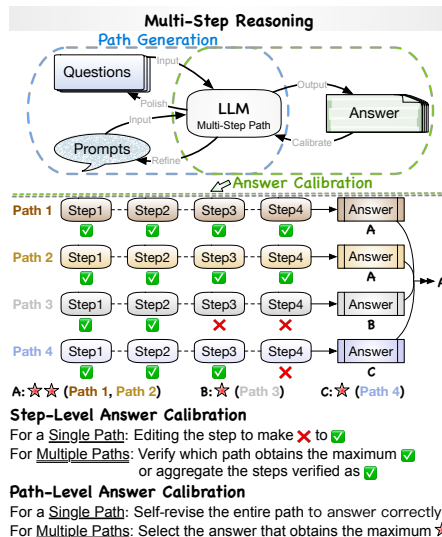 Multi-Step Reasoning
Path Generation
Questions
Input
Output
Polish
LLM
Multi-Step Path
Answer
Input
Prompts
Refine
Calibrate
Answer Calibration
Path 1 Step1 Step2 Step3 Step4 Answer
A
Path 2 Step1 Step2 Step3 Step4 Answer
A
A
Path 3 Step1 Step2 Step3 Step4 Answer
B
Path 4 Step1 Step2 Step3 Step4 Answer
C
A: (Path 1, Path 2) B: (Path 3) C: (Path 4)
Step-Level Answer Calibration
For a Single Path: Editing the step to make ❌ to ✅
For Multiple Paths: Verify which path obtains the maximum ✅
or aggregate the steps verified as ✅
Path-Level Answer Calibration
For a Single Path: Self-revise the entire path to answer correctly
For Multiple Paths: Select the answer that obtains the maximum